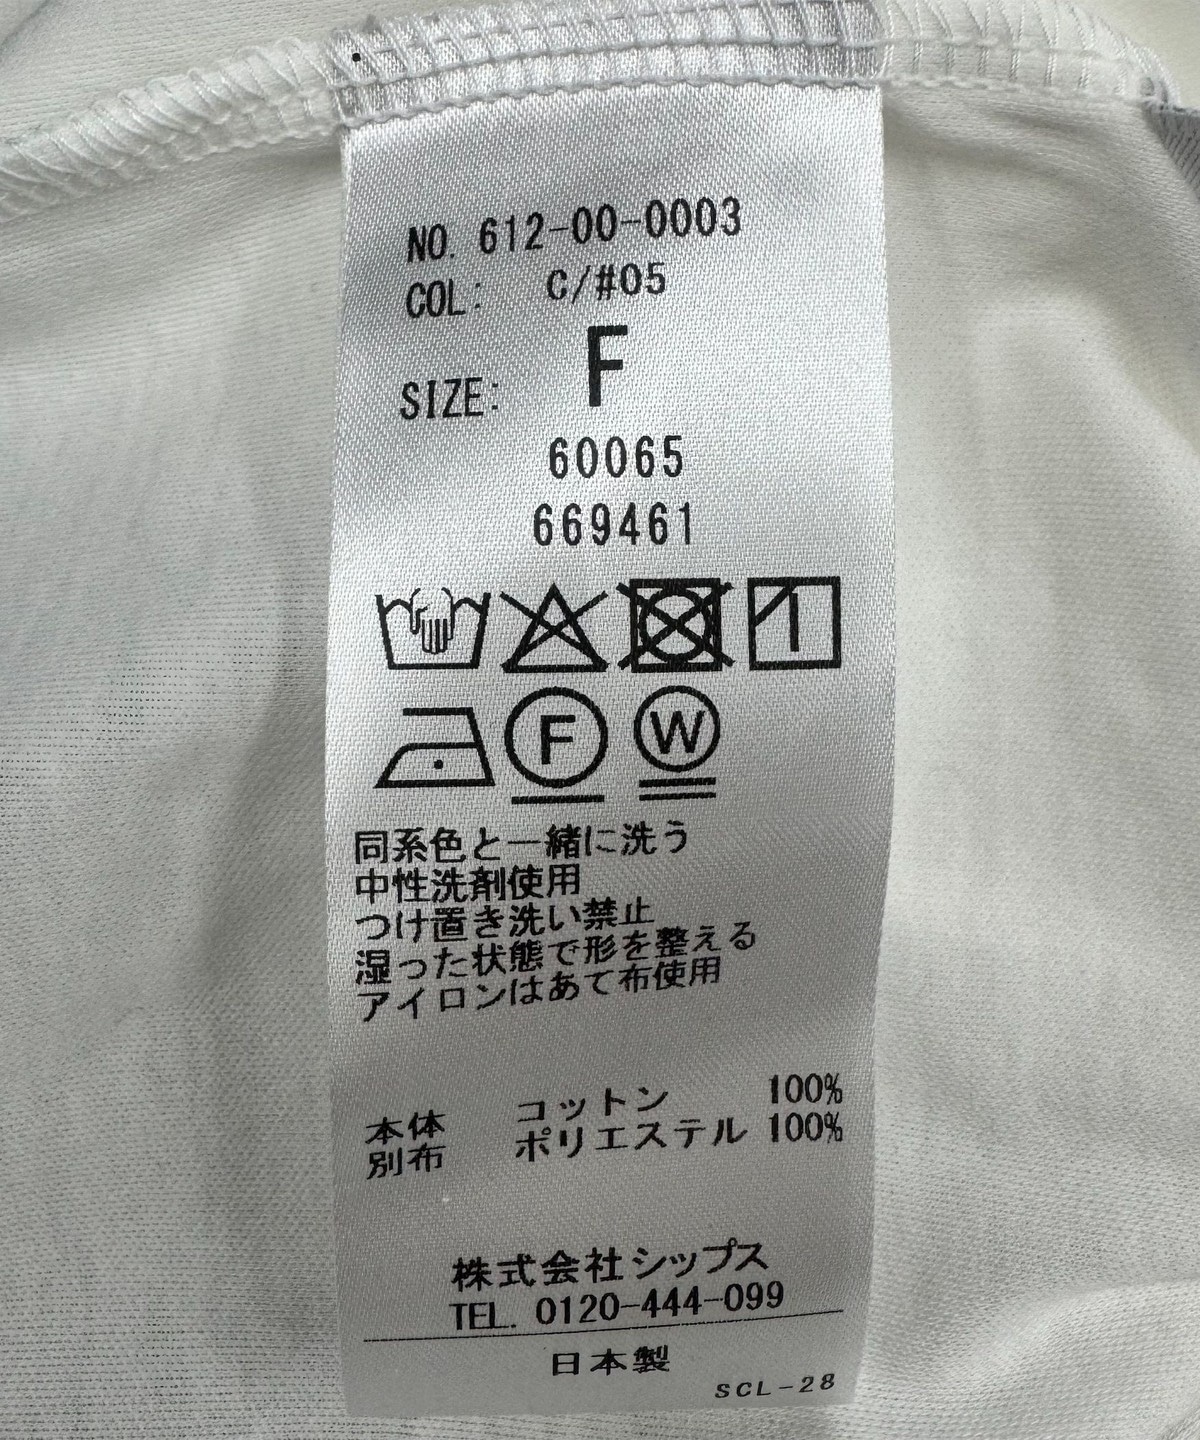 NO. 612-00-0003
COL: C/#05
SIZE: F
60065
669461
F W
同系色と一緒に洗う
中性洗剤使用
つけ置き洗い禁止
湿った状態で形を整える
アイロンはあて布使用
本体 コットン 100%
別布 ポリエステル 100%
株式会社シップス
TEL. 0120-444-099
日本製
SCL-28